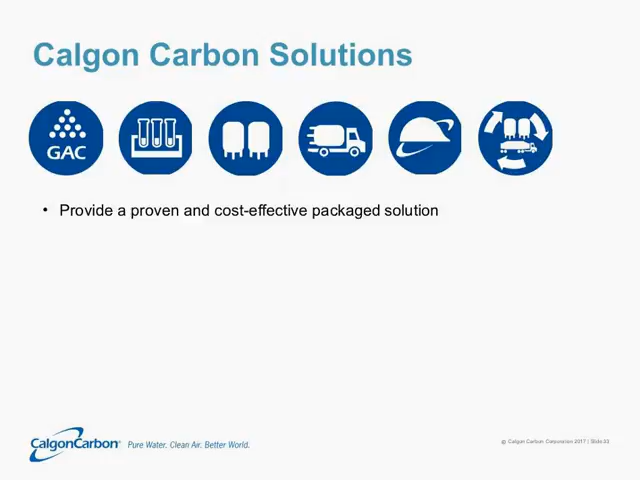 Calgon Carbon Solutions
GAC
• Provide a proven and cost-effective packaged solution
CalgonCarbon® Pure Water. Clean Air. Better World.
© Calgon Carbon Corporation 2017 | Slide 33